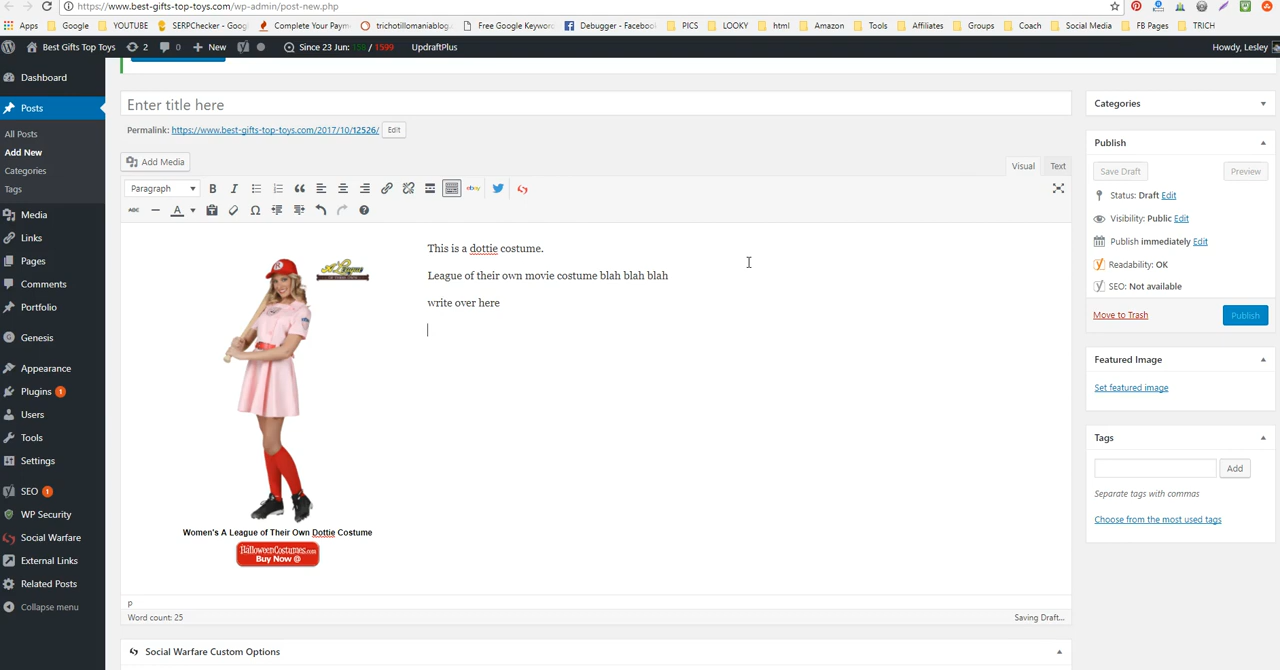 https://www.best-gifts-top-toys.com/wp-admin/post-new.php
Apps Google YOUTUBE SERPChecker - Goog Complete Your Paym trichotillomaniablog. Free Google Keyword Debugger - Facebook PICS LOOKY html Amazon Tools Affiliates Groups Coach Social Media FB Pages TRICH
Best Gifts Top Toys 2 0 New Since 23 Jun: / 1599 UpdraftPlus Howdy, Lesley
Dashboard
Posts
All Posts
Add New
Categories
Tags
Media
Links
Pages
Comments
Portfolio
Genesis
Appearance
Plugins 1
Users
Tools
Settings
SEO 1
WP Security
Social Warfare
External Links
Related Posts
Collapse menu
Enter title here
Permalink: https://www.best-gifts-top-toys.com/2017/10/12526/ Edit
Add Media
Visual Text
Paragraph B I ebay
ABC A Ω
This is a dottie costume.
League of their own movie costume blah blah blah
write over here
A League
OF THEIR OWN
R
Women's A League of Their Own Dottie Costume
HalloweenCostumes.com
Buy Now @
p
Word count: 25 Saving Draft...
Social Warfare Custom Options
Categories
Publish
Save Draft Preview
Status: Draft Edit
Visibility: Public Edit
Publish immediately Edit
Readability: OK
SEO: Not available
Move to Trash Publish
Featured Image
Set featured image
Tags
Add
Separate tags with commas
Choose from the most used tags